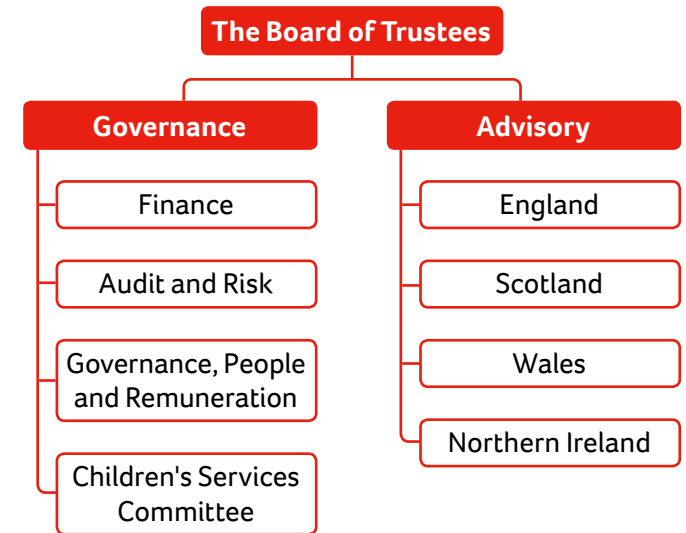 The Board of Trustees
Governance
Finance
Audit and Risk
Governance, People
and Remuneration
Children's Services
Committee
Advisory
England
Scotland
Wales
Northern Ireland